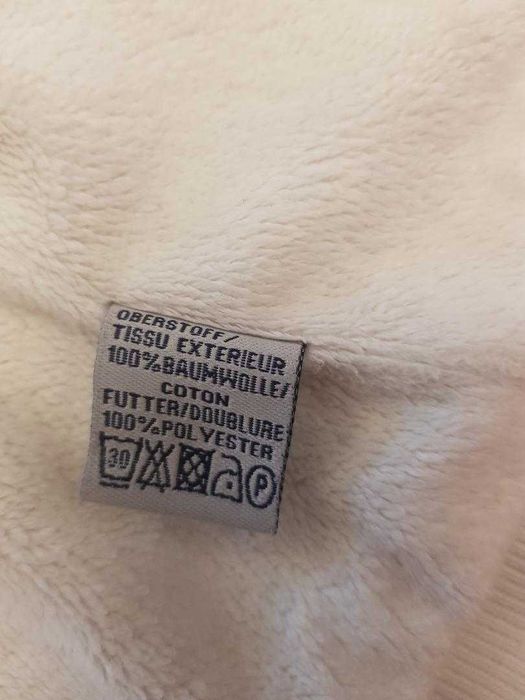 OBERSTOFF/
TISSU EXTERIEUR
100%BAUMWOLLE/
COTON
FUTTER/DOUBLURE
100%POLYESTER
30 P